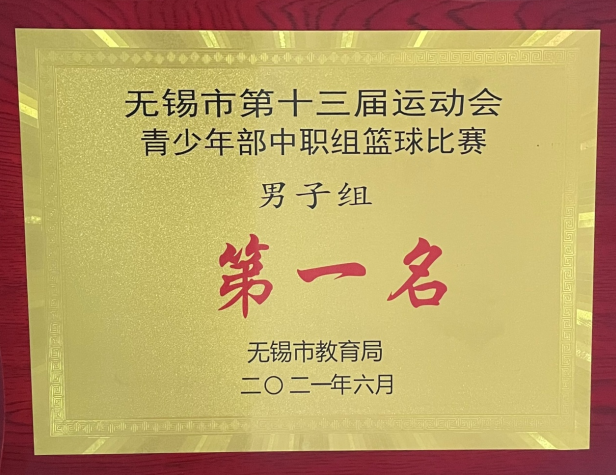 无锡市第十三届运动会
青少年部中职组篮球比赛
男子组
第一名
无锡市教育局
二〇二一年六月